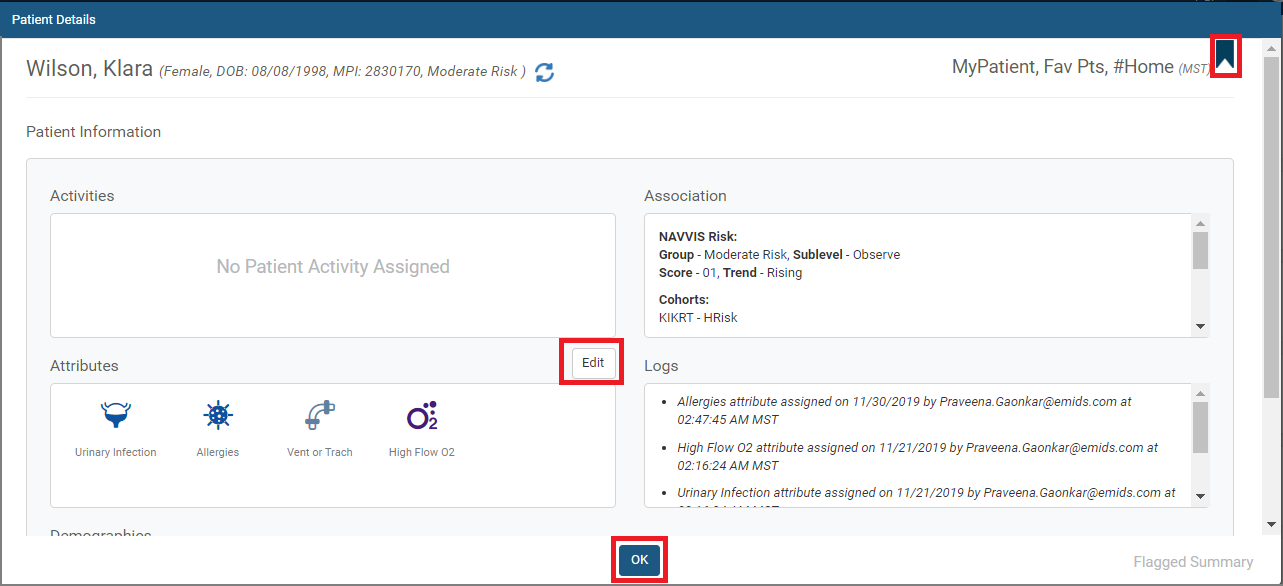 Patient Details
Wilson, Klara (Female, DOB: 08/08/1998, MPI: 2830170, Moderate Risk )
MyPatient, Fav Pts, #Home (MST)
Patient Information
Activities
No Patient Activity Assigned
Association
NAVVIS Risk:
Group - Moderate Risk, Sublevel - Observe
Score - 01, Trend - Rising
Cohorts:
KIKRT - HRisk
Attributes
Edit
Urinary Infection
Allergies
Vent or Trach
O2
High Flow O2
Logs
• Allergies attribute assigned on 11/30/2019 by Praveena.Gaonkar@emids.com at
02:47:45 AM MST
• High Flow O2 attribute assigned on 11/21/2019 by Praveena.Gaonkar@emids.com at
02:16:24 AM MST
• Urinary Infection attribute assigned on 11/21/2019 by Praveena.Gaonkar@emids.com at
Demographics
OK
Flagged Summary